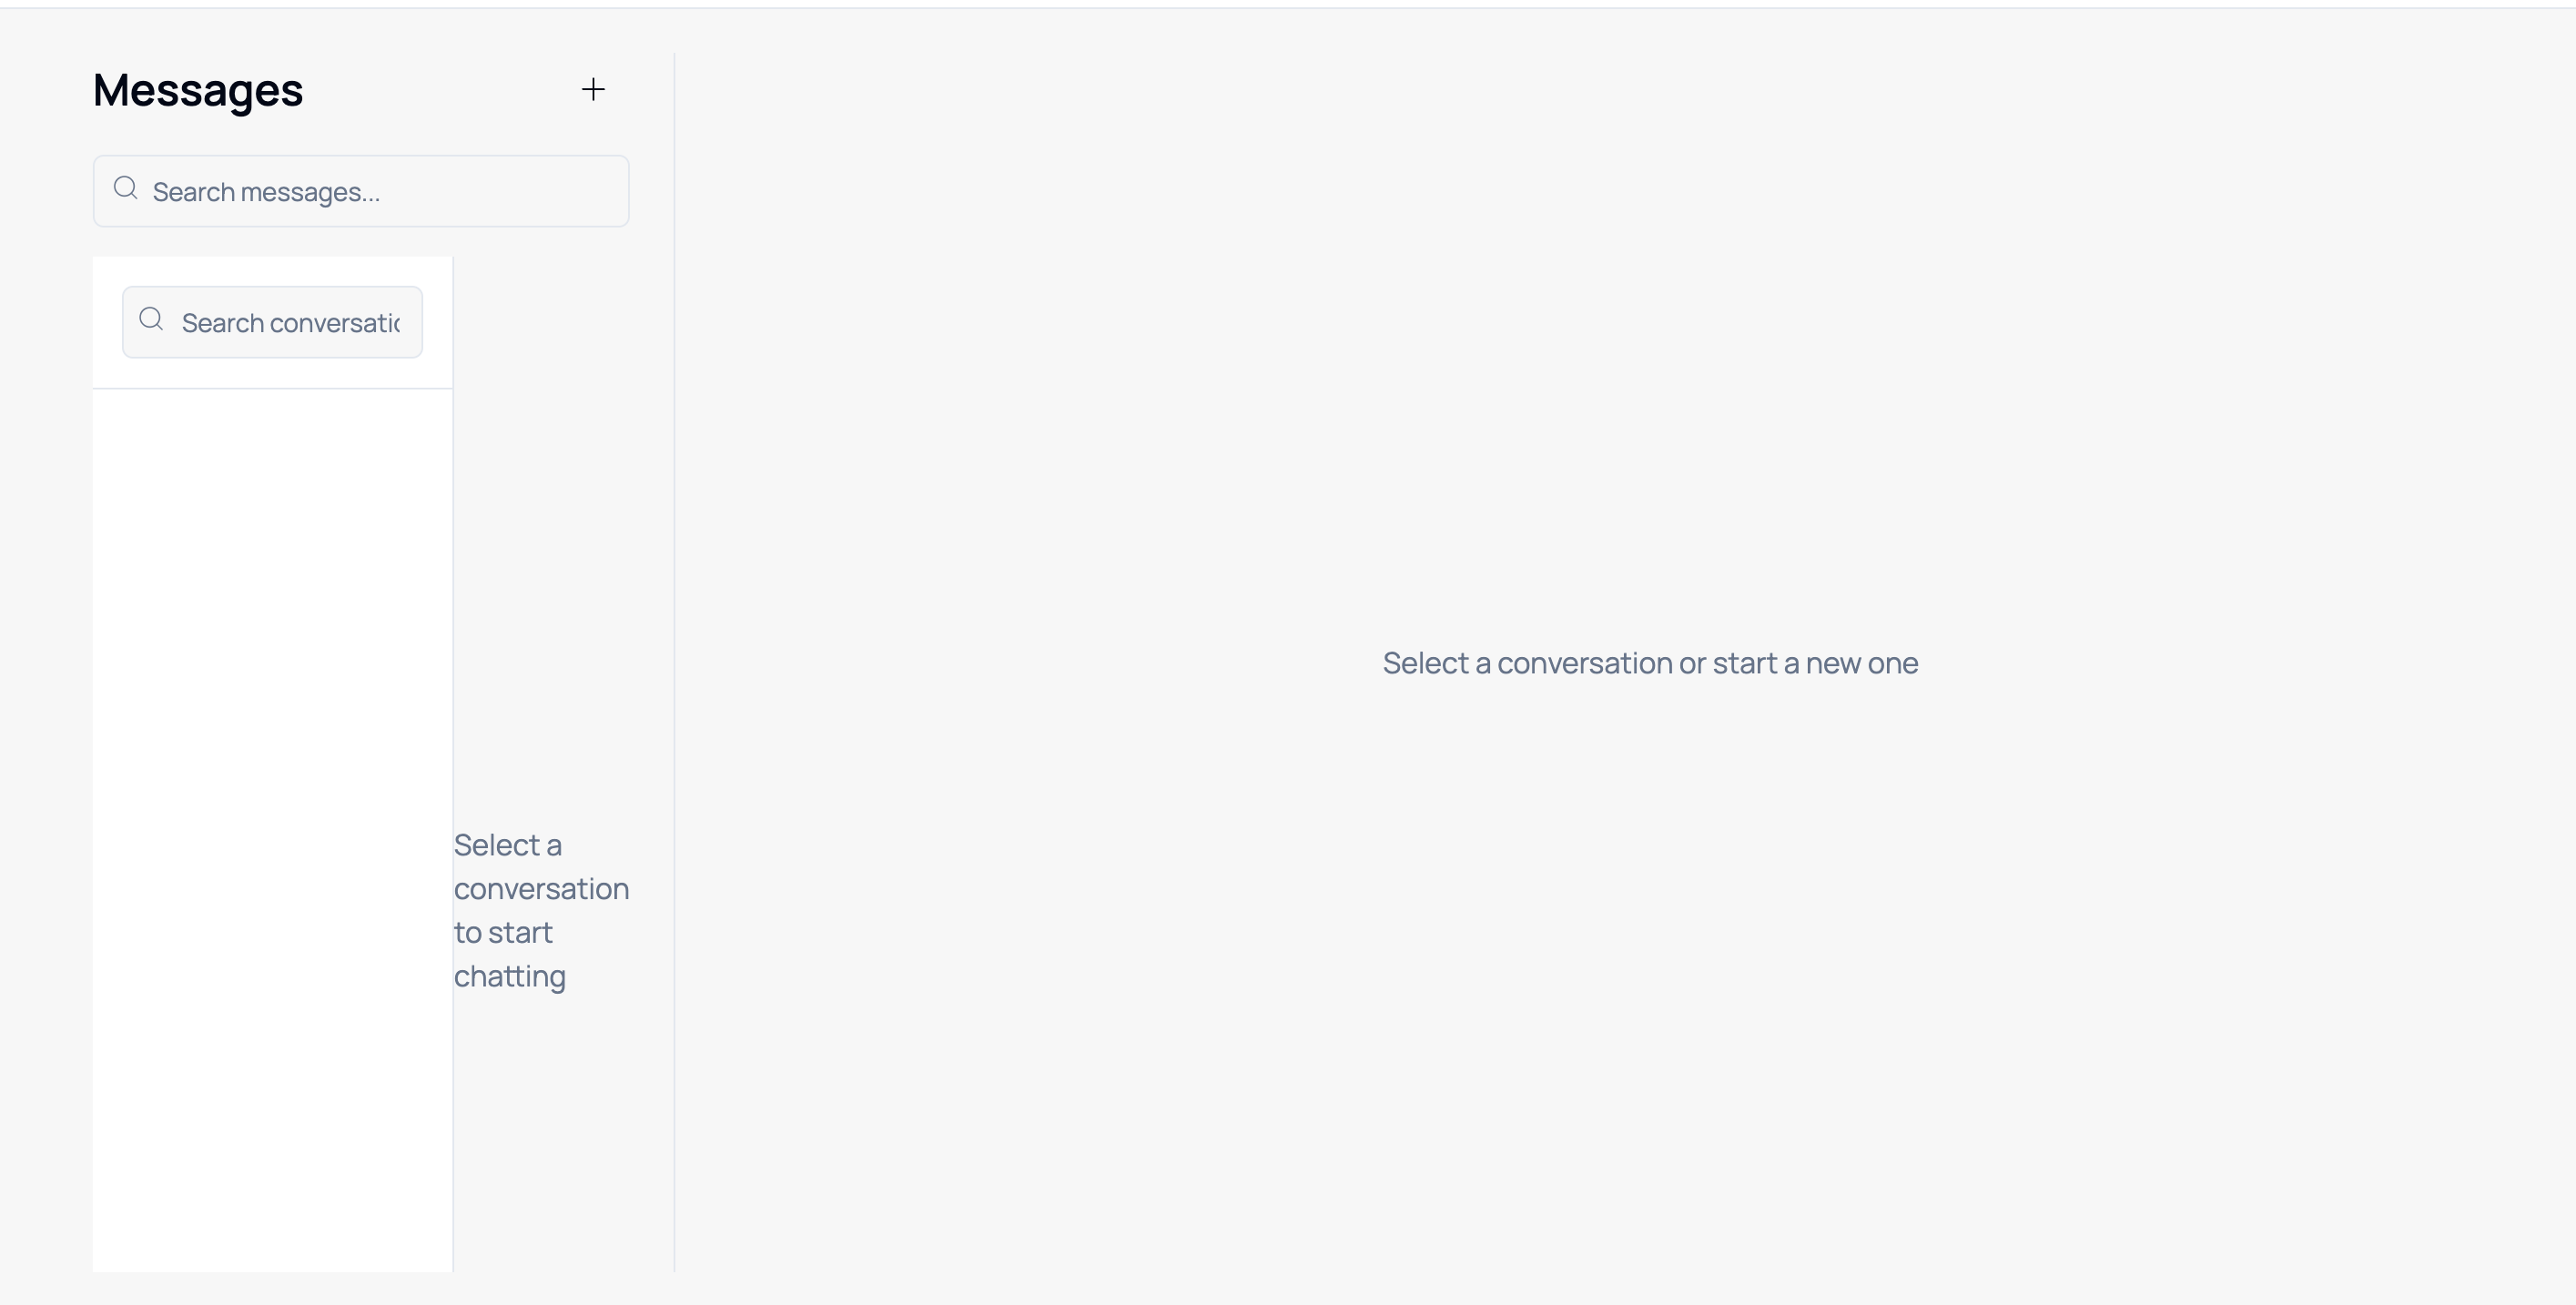 Messages
Search messages...
Search conversatic
Select a
conversation
to start
chatting
Select a conversation or start a new one